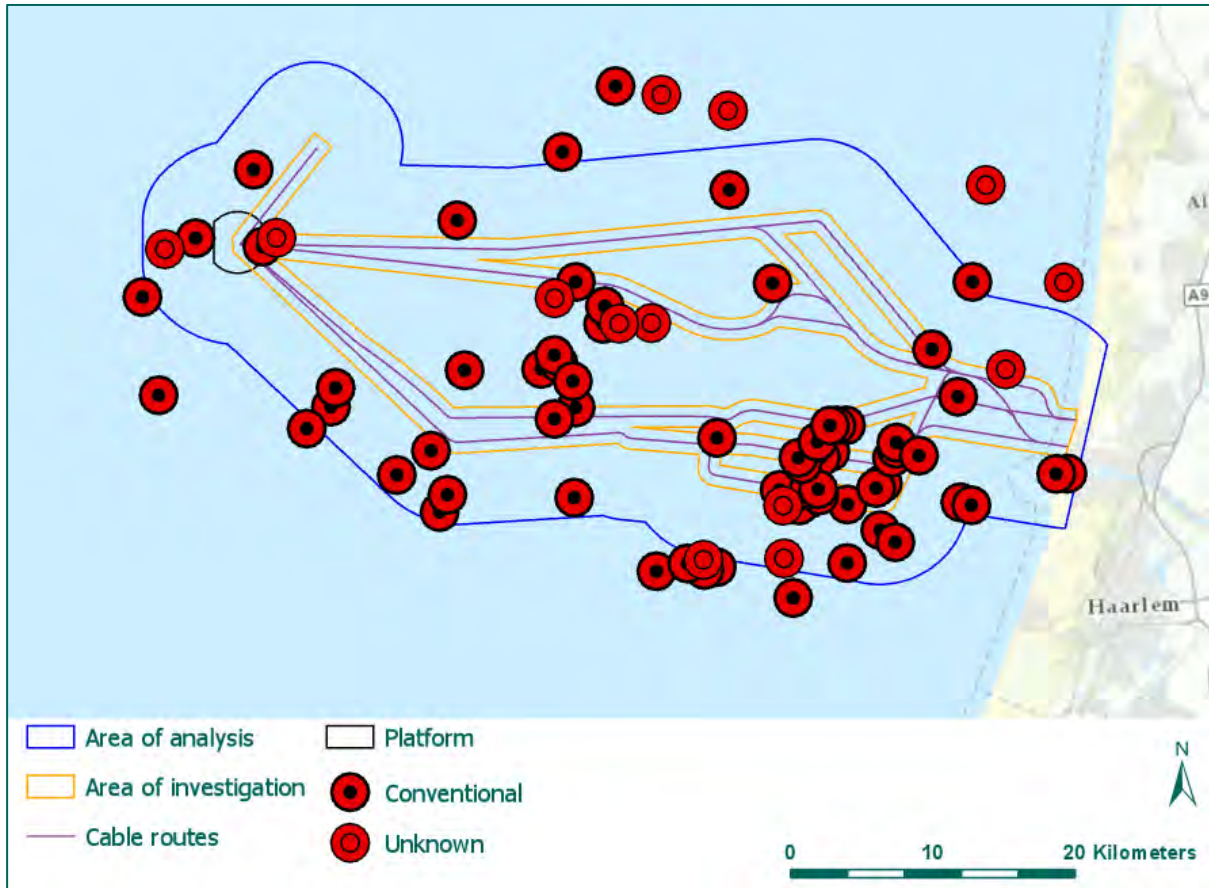 Al
A9
Haarlem
Area of analysis
Platform
Area of investigation
Conventional
Cable routes
Unknown
N
0 10 20 Kilometers